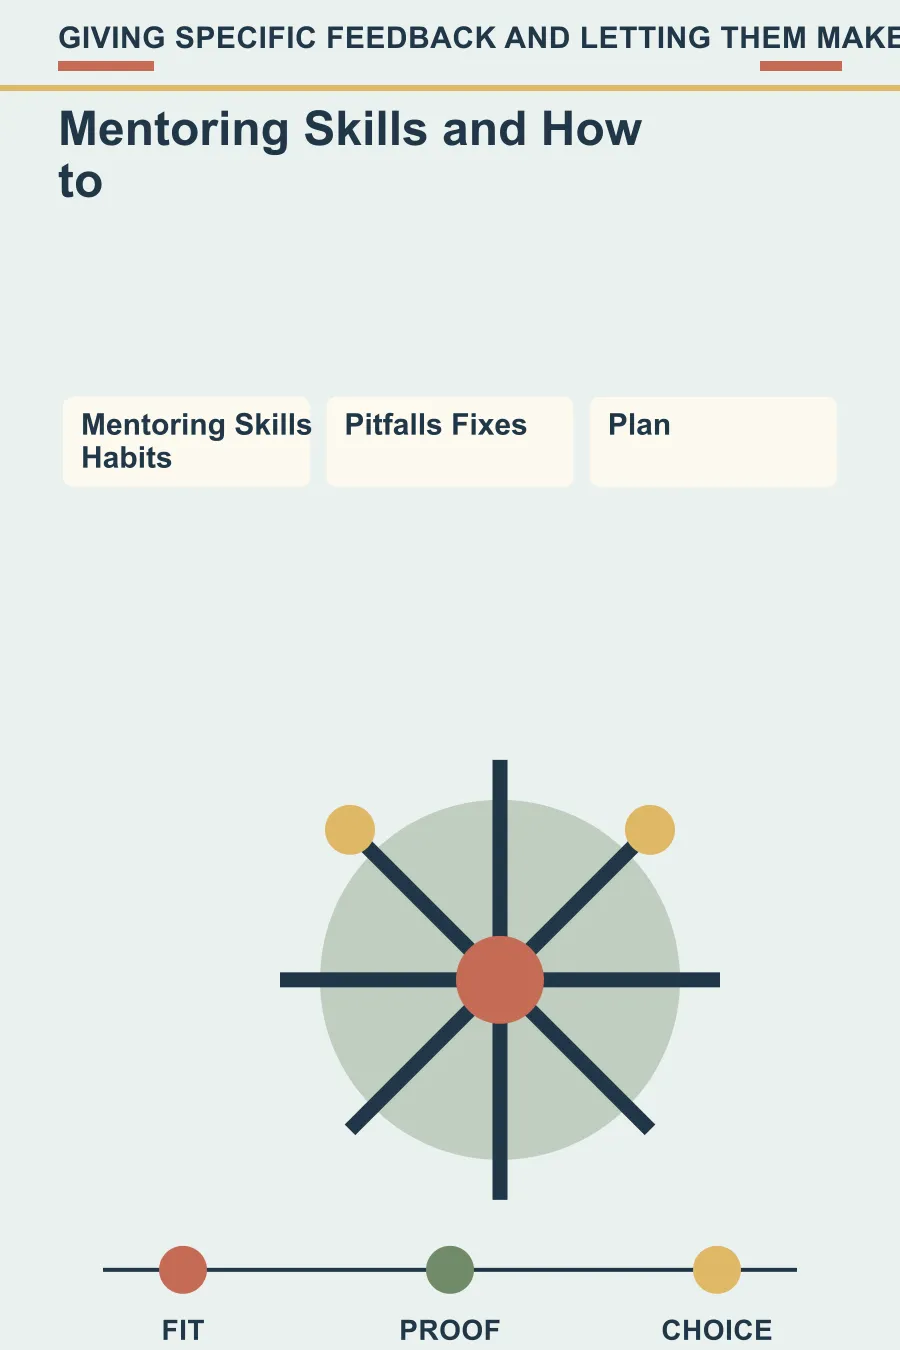 GIVING SPECIFIC FEEDBACK AND LETTING THEM MAKE
Mentoring Skills and How
to
Mentoring Skills
Habits
Pitfalls Fixes
Plan
FIT
PROOF
CHOICE